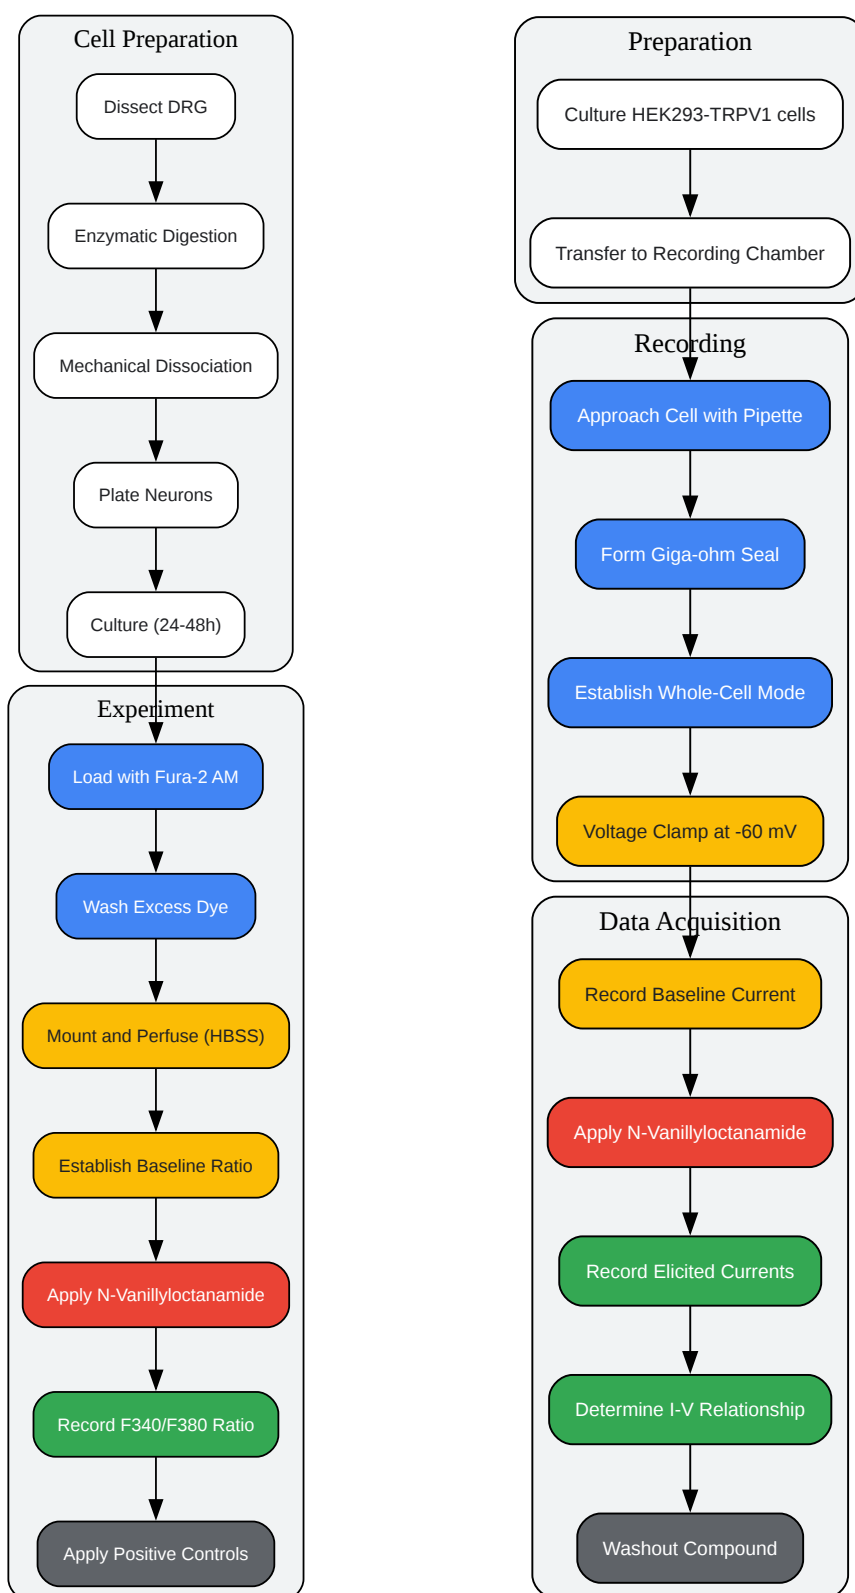 Cell Preparation
Dissect DRG
Enzymatic Digestion
Mechanical Dissociation
Plate Neurons
Culture (24-48h)
Experiment
Load with Fura-2 AM
Wash Excess Dye
Mount and Perfuse (HBSS)
Establish Baseline Ratio
Apply N-Vanillyloctanamide
Record F340/F380 Ratio
Apply Positive Controls
Preparation
Culture HEK293-TRPV1 cells
Transfer to Recording Chamber
Recording
Approach Cell with Pipette
Form Giga-ohm Seal
Establish Whole-Cell Mode
Voltage Clamp at -60 mV
Data Acquisition
Record Baseline Current
Apply N-Vanillyloctanamide
Record Elicited Currents
Determine I-V Relationship
Washout Compound